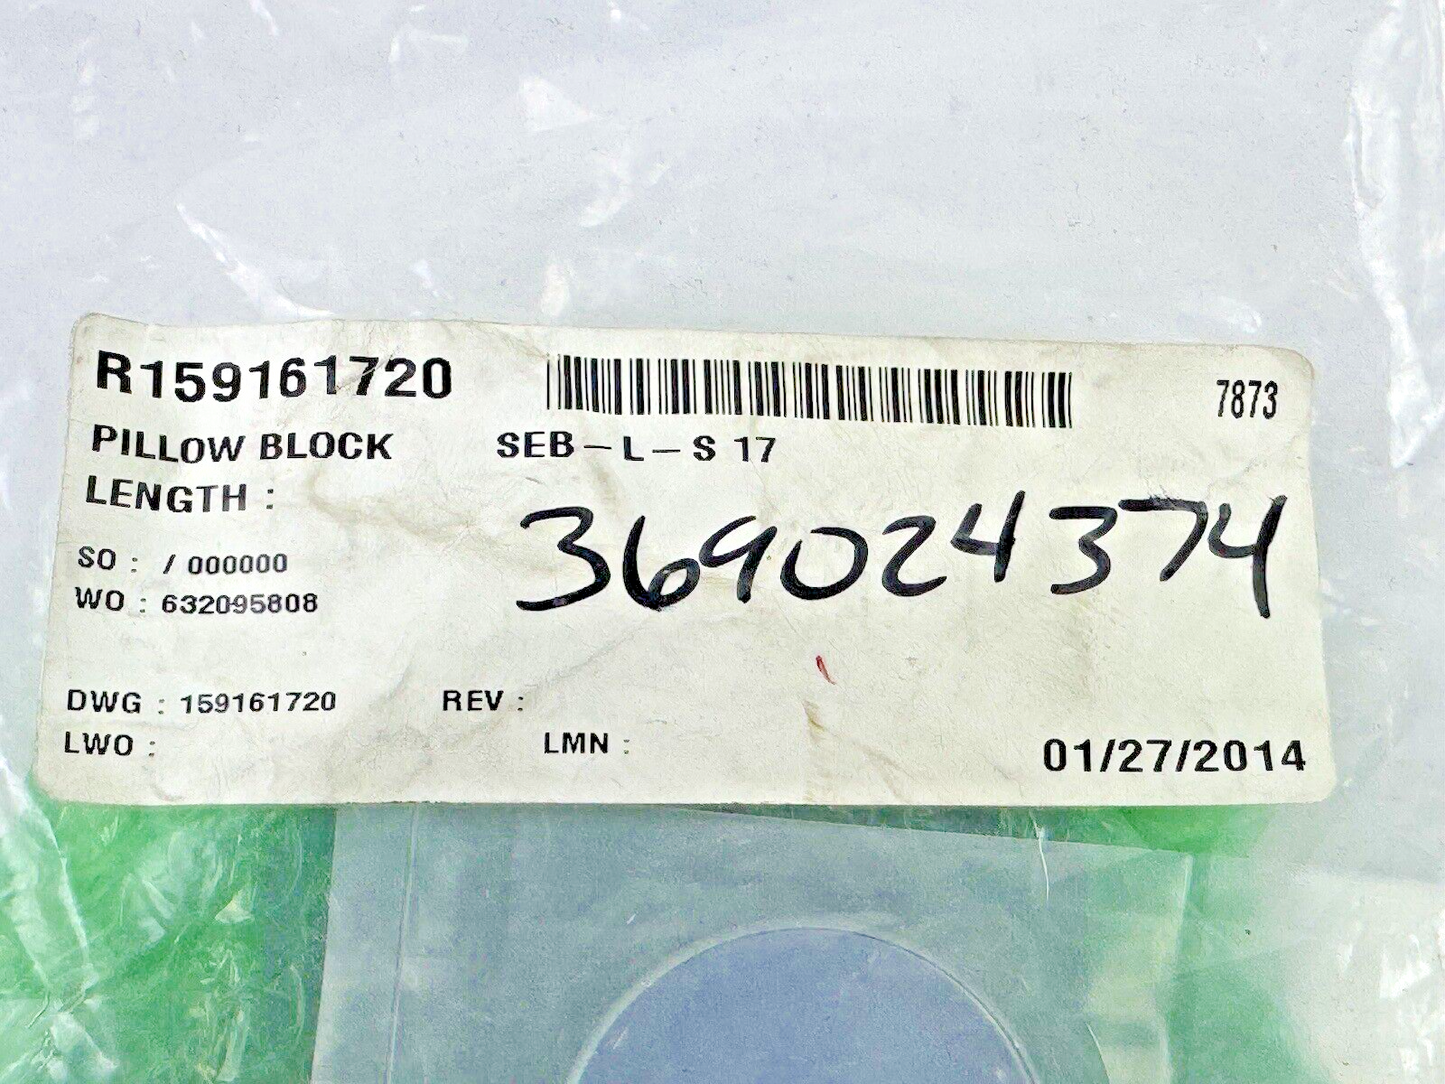 R159161720 7873
PILLOW BLOCK SEB-L-S 17
LENGTH :
369024374
SO : / 000000
WO : 632095808
DWG : 159161720 REV :
LWO : LMN :
01/27/2014